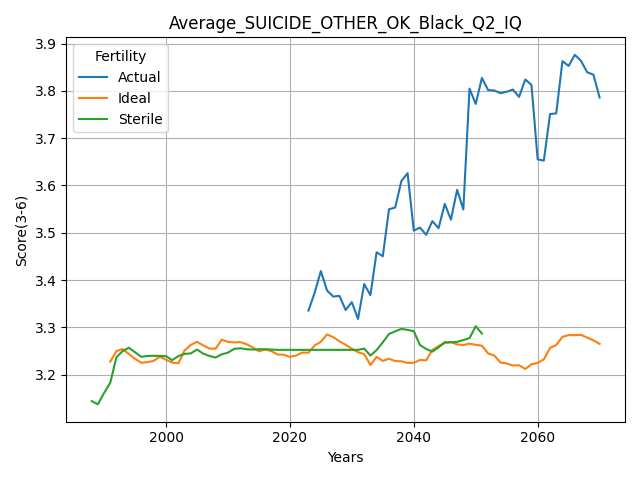 Average_SUICIDE_OTHER_OK_Black_Q2_IQ
Fertility
Actual
Ideal
Sterile
Score(3-6)
3.9
3.8
3.7
3.6
3.5
3.4
3.3
3.2
2000
2020
2040
2060
Years